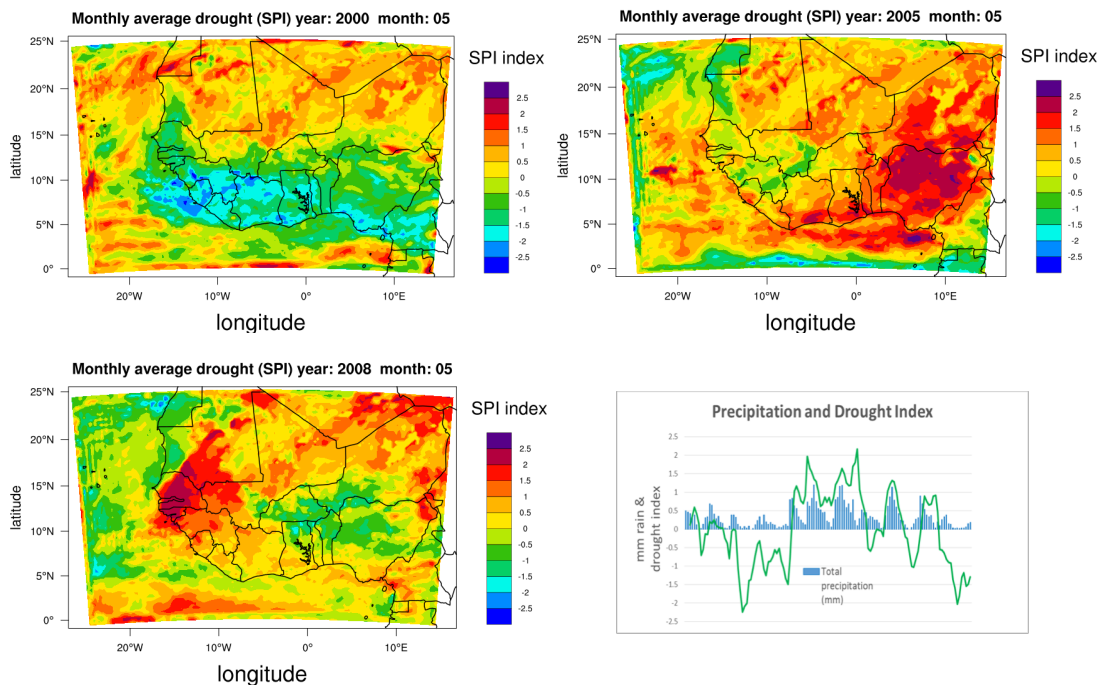 Monthly average drought (SPI) year: 2000 month: 05
25°N
20°N
15°N
10°N
5°N
0°
latitude
20°W
10°W
0°
10°E
longitude
SPI index
2.5
2
1.5
1
0.5
0
-0.5
-1
-1.5
-2
-2.5
Monthly average drought (SPI) year: 2005 month: 05
25°N
20°N
15°N
10°N
5°N
0°
latitude
20°W
10°W
0°
10°E
longitude
SPI index
2.5
2
1.5
1
0.5
0
-0.5
-1
-1.5
-2
-2.5
Monthly average drought (SPI) year: 2008 month: 05
25°N
20°N
15°N
10°N
5°N
0°
latitude
20°W
10°W
0°
10°E
longitude
SPI index
2.5
2
1.5
1
0.5
0
-0.5
-1
-1.5
-2
-2.5
Precipitation and Drought Index
2.5
2
1.5
1
0.5
0
-0.5
-1
-1.5
-2
-2.5
mm rain &
drought index
Total
precipitation
(mm)